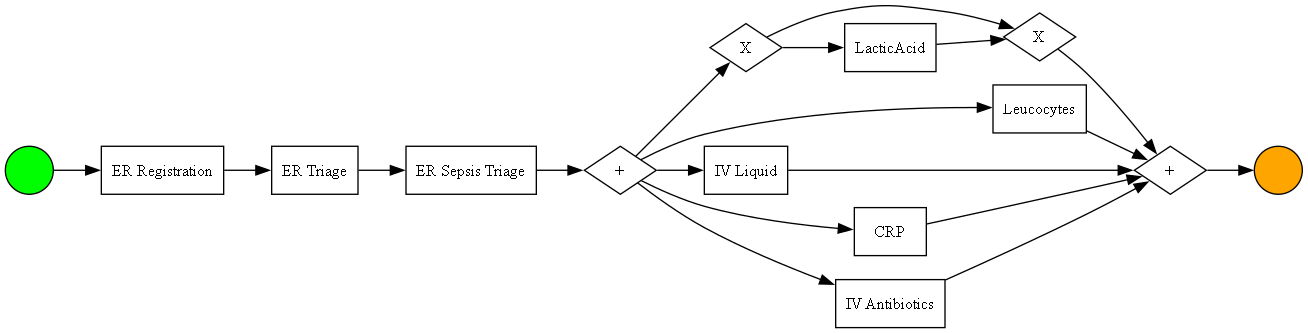 X
LacticAcid
X
Leucocytes
ER Registration
ER Triage
ER Sepsis Triage
+
IV Liquid
+
CRP
IV Antibiotics